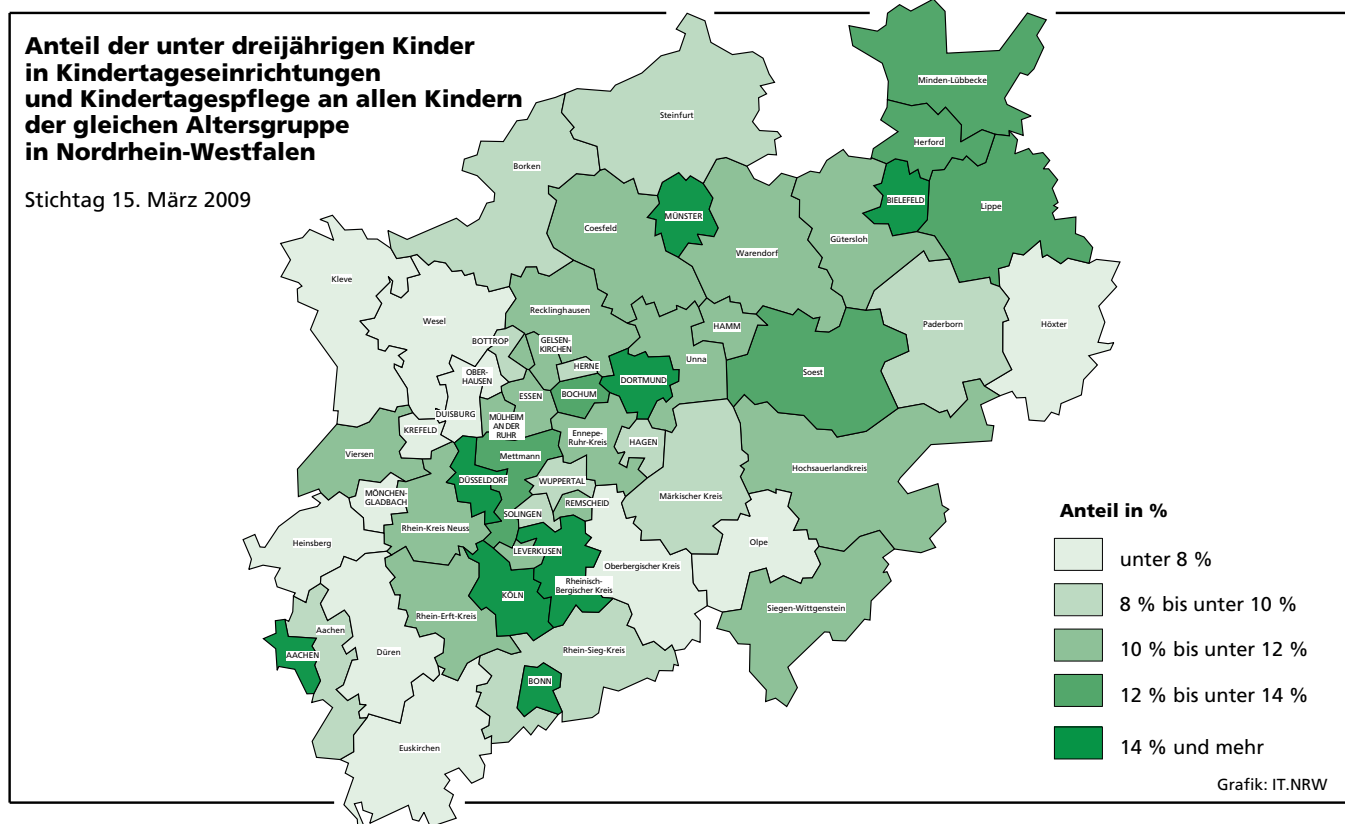 Anteil der unter dreijährigen Kinder
in Kindertageseinrichtungen
und Kindertagespflege an allen Kindern
der gleichen Altersgruppe
in Nordrhein-Westfalen
Stichtag 15. März 2009
Minden-Lübbecke
Steinfurt
Herford
Borken
BIELEFELD
Lippe
MÜNSTER
Coesfeld
Gütersloh
Warendorf
Kleve
Recklinghausen
Wesel
HAMM
Paderborn
Höxter
BOTTROP
GELSEN-
KIRCHEN
Unna
HERNE
OBER-
HAUSEN
DORTMUND
Soest
ESSEN
BOCHUM
DUISBURG
MÜLHEIM
AN DER
RUHR
KREFELD
Ennepe-
Ruhr-Kreis
HAGEN
Viersen
Mettmann
Hochsauerlandkreis
DÜSSELDORF
WUPPERTAL
MÖNCHEN-
GLADBACH
Märkischer Kreis
REMSCHEID
SOLINGEN
Rhein-Kreis Neuss
Heinsberg
Olpe
LEVERKUSEN
Oberbergischer Kreis
Rheinisch-
Bergischer Kreis
KÖLN
Siegen-Wittgenstein
Rhein-Erft-Kreis
Aachen
Düren
Rhein-Sieg-Kreis
AACHEN
BONN
Euskirchen
Anteil in %
unter 8 %
8 % bis unter 10 %
10 % bis unter 12 %
12 % bis unter 14 %
14 % und mehr
Grafik: IT.NRW